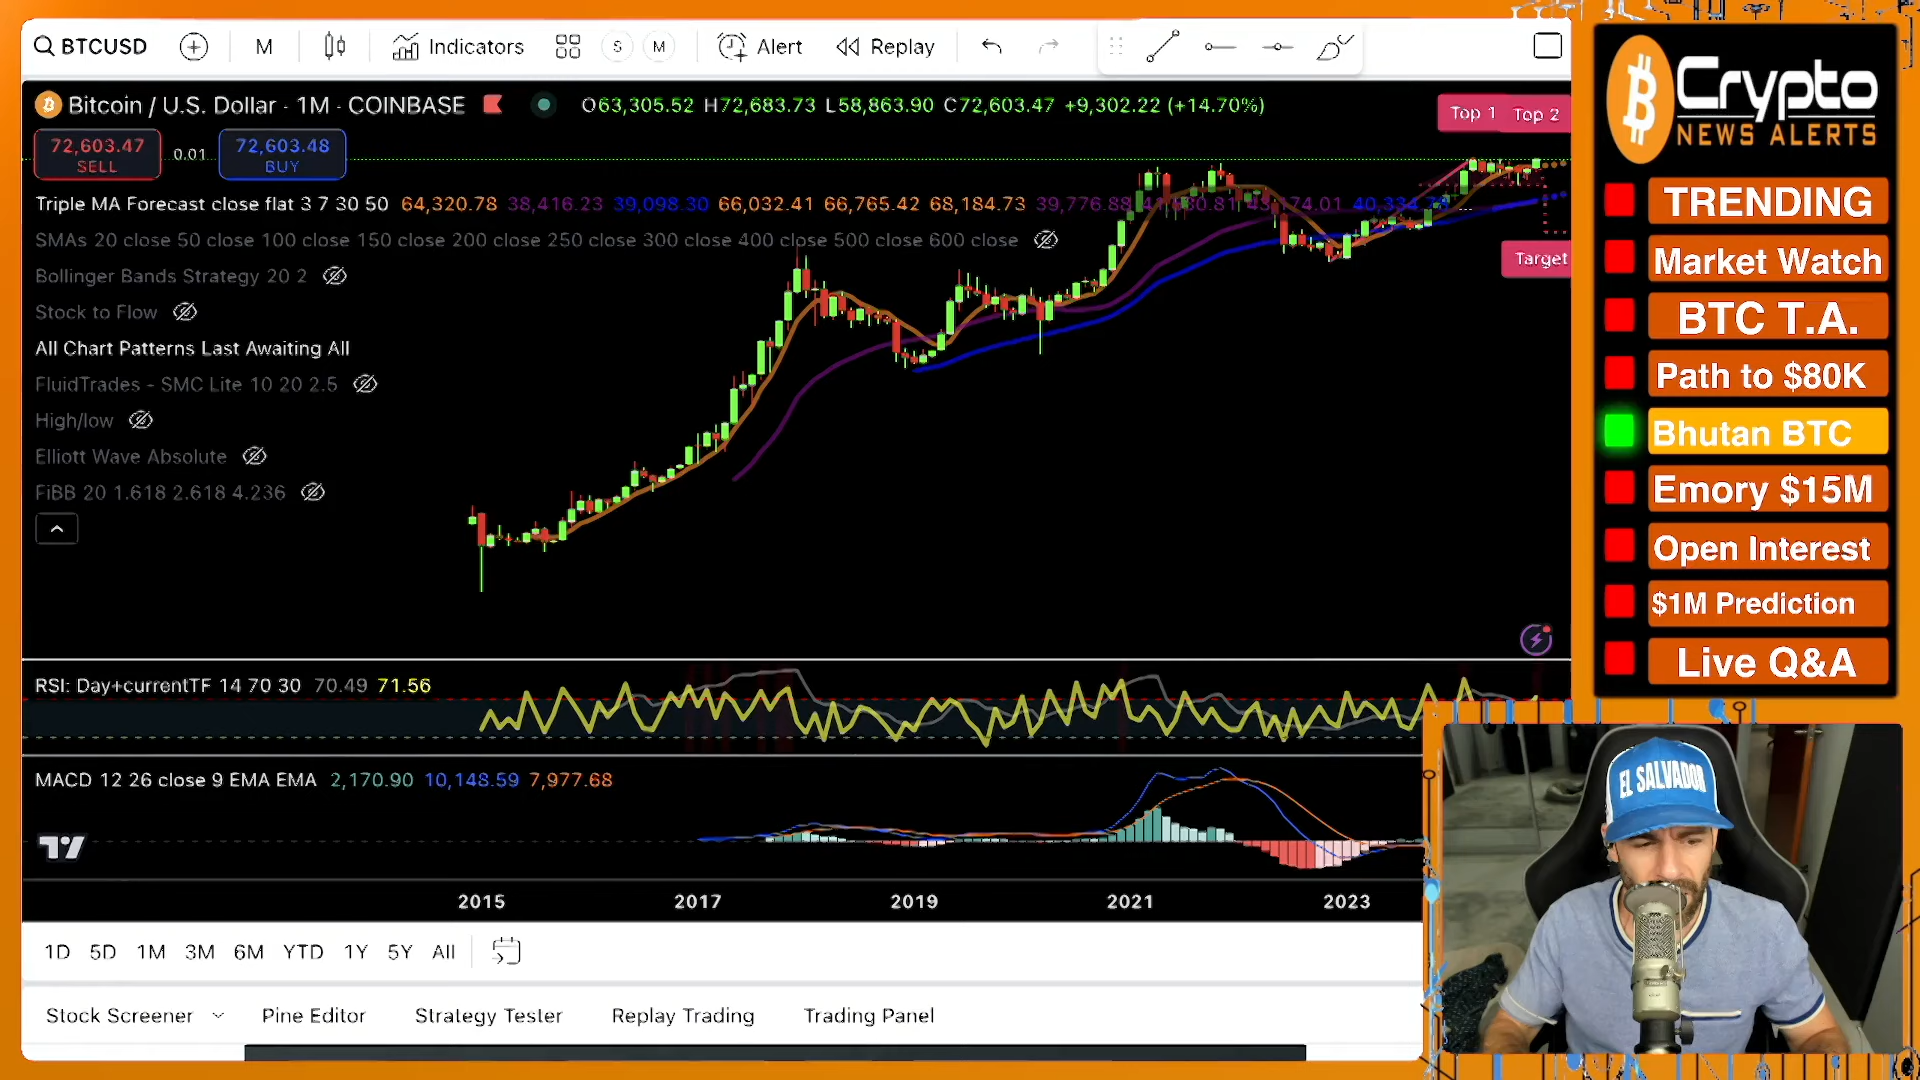 BTCUSD
M
Indicators
S
M
Alert
Replay
Bitcoin / U.S. Dollar · 1M · COINBASE
O63,305.52 H72,683.73 L58,863.90 C72,603.47 +9,302.22 (+14.70%)
Top 1
Top 2
72,603.47
SELL
0.01
72,603.48
BUY
Triple MA Forecast close flat 3 7 30 50 64,320.78 38,416.23 39,098.30 66,032.41 66,765.42 68,184.73 39,776.88
SMAs 20 close 50 close 100 close 150 close 200 close 250 close 300 close 400 close 500 close 600 close
Bollinger Bands Strategy 20 2
Target
Stock to Flow
All Chart Patterns Last Awaiting All
FluidTrades - SMC Lite 10 20 2.5
High/low
Elliott Wave Absolute
FiBB 20 1.618 2.618 4.236
RSI: Day+currentTF 14 70 30 70.49 71.56
MACD 12 26 close 9 EMA EMA 2,170.90 10,148.59 7,977.68
2015 2017 2019 2021 2023
1D 5D 1M 3M 6M YTD 1Y 5Y All
Stock Screener
Pine Editor
Strategy Tester
Replay Trading
Trading Panel
Crypto
NEWS ALERTS
TRENDING
Market Watch
BTC T.A.
Path to $80K
Bhutan BTC
Emory $15M
Open Interest
$1M Prediction
Live Q&A
EL SALVADOR